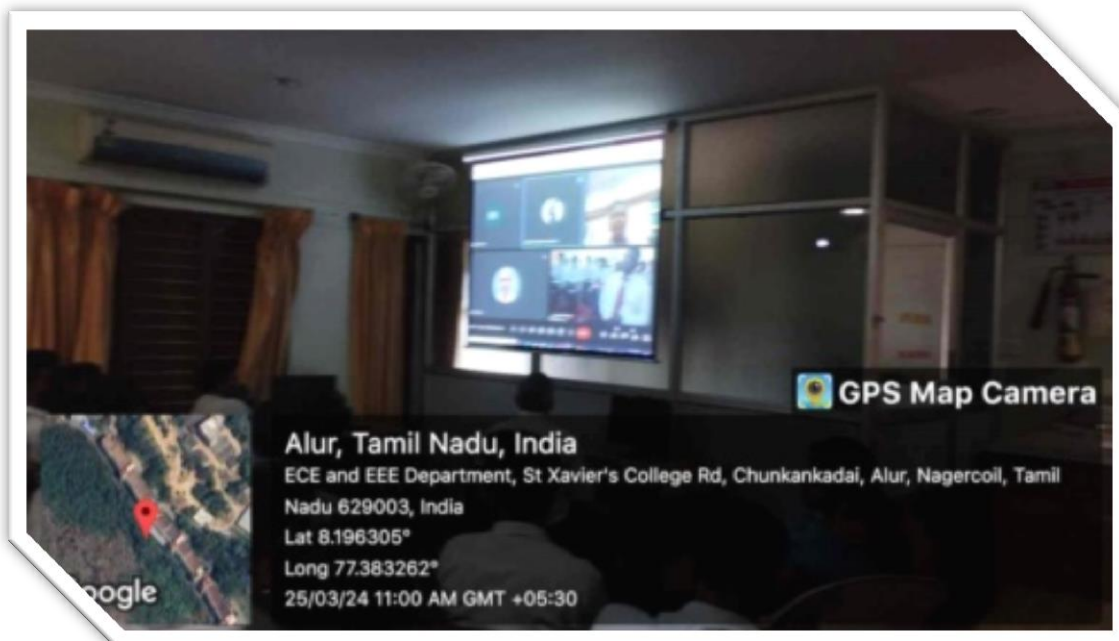 GPS Map Camera
Alur, Tamil Nadu, India
ECE and EEE Department, St Xavier's College Rd, Chunkankadai, Alur, Nagercoil, Tamil
Nadu 629003, India
Lat 8.196305°
Long 77.383262°
25/03/24 11:00 AM GMT +05:30
oogle